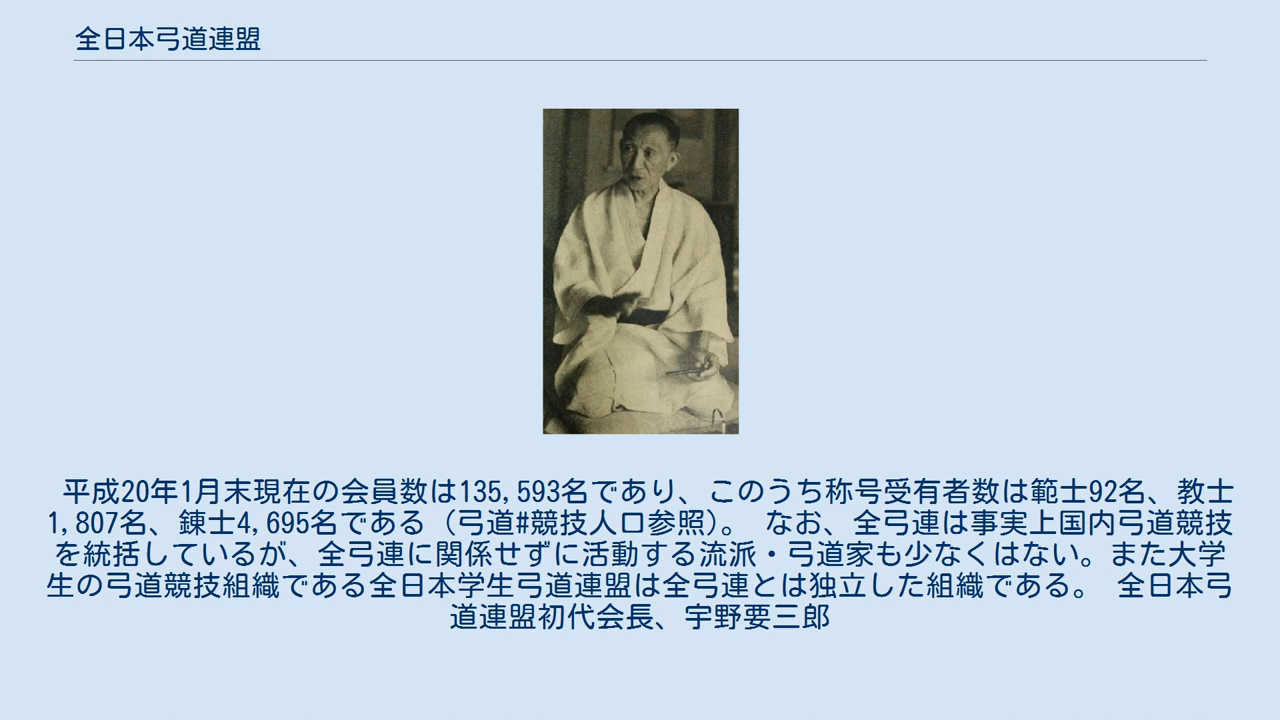 全日本弓道連盟
平成20年1月末現在の会員数は135,593名であり、このうち称号受有者数は範士92名、教士
1,807名、錬士4,695名である（弓道#競技人口参照）。 なお、全弓連は事実上国内弓道競技
を統括しているが、全弓連に関係せずに活動する流派・弓道家も少なくはない。また大学
生の弓道競技組織である全日本学生弓道連盟は全弓連とは独立した組織である。 全日本弓
道連盟初代会長、宇野要三郎